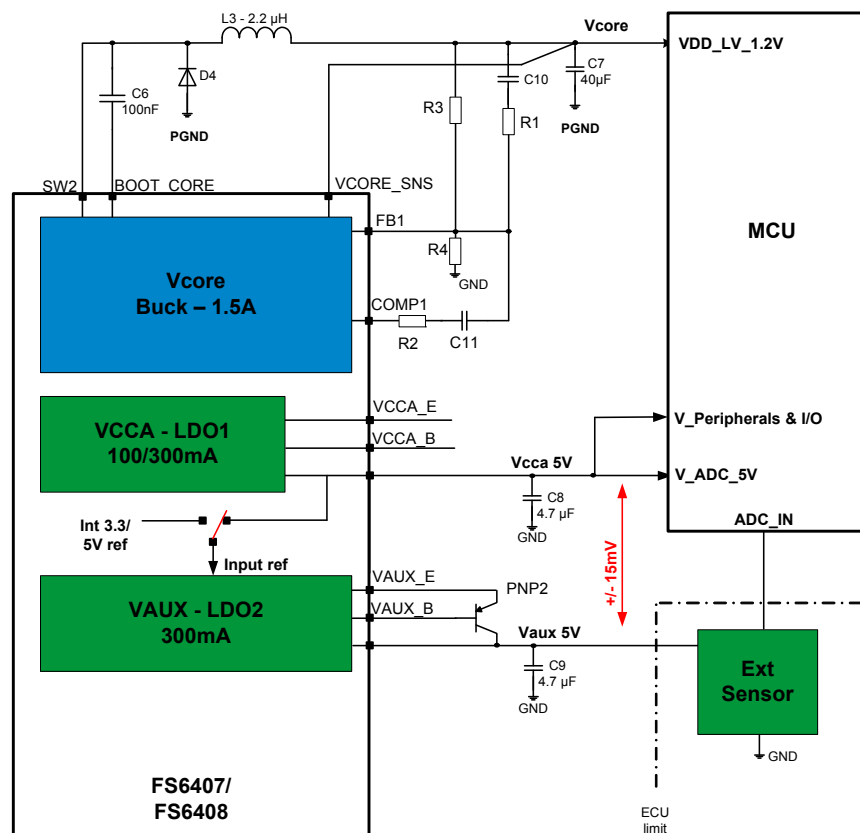 L3 - 2.2 µH
Vcore
VDD_LV_1.2V
C6
100nF
D4
PGND
C10
C7
40µF
R3
R1
PGND
SW2
BOOT_CORE
VCORE_SNS
FB1
MCU
Vcore
Buck – 1.5A
R4
GND
COMP1
R2
C11
VCCA - LDO1
100/300mA
VCCA_E
VCCA_B
V_Peripherals & I/O
Vcca 5V
V_ADC_5V
C8
4.7 µF
GND
ADC_IN
Int 3.3/
5V ref
Input ref
+/- 15mV
VAUX - LDO2
300mA
VAUX_E
VAUX_B
PNP2
Vaux 5V
C9
4.7 µF
GND
Ext
Sensor
GND
FS6407/
FS6408
ECU
limit